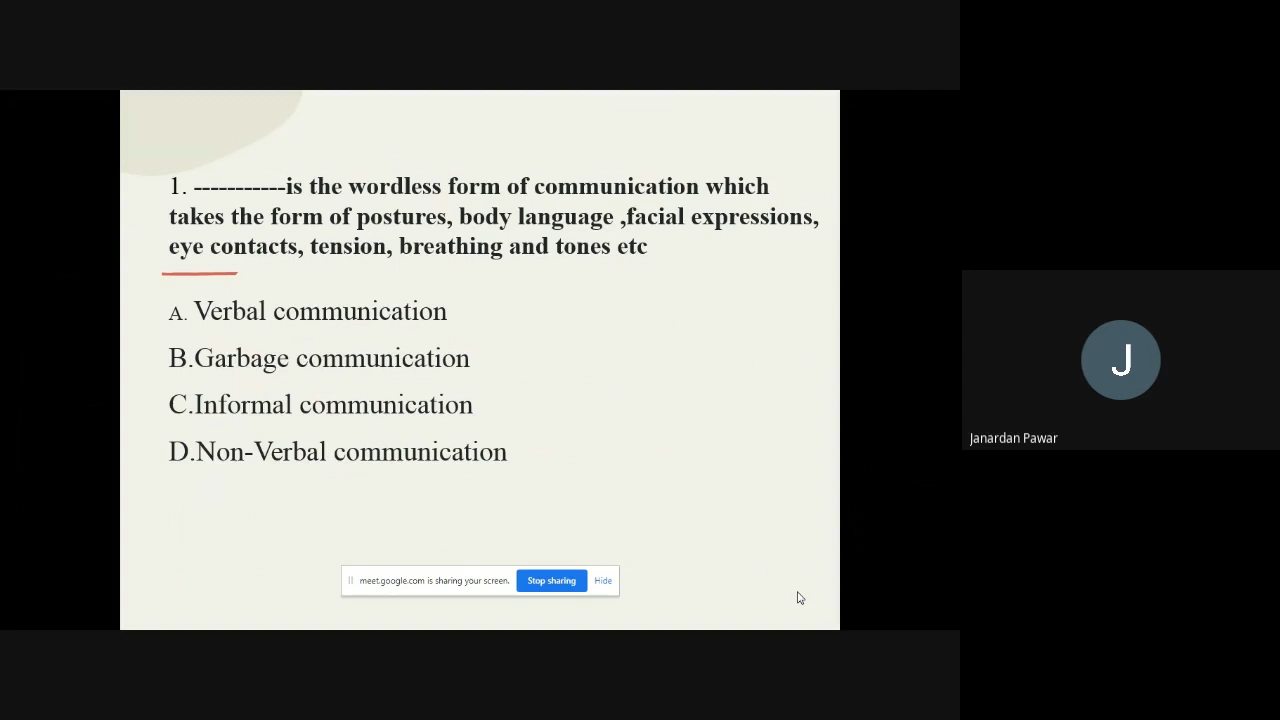 1. -----------is the wordless form of communication which
takes the form of postures, body language ,facial expressions,
eye contacts, tension, breathing and tones etc
A. Verbal communication
B.Garbage communication
C.Informal communication
D.Non-Verbal communication
meet.google.com is sharing your screen. Stop sharing Hide
J
Janardan Pawar